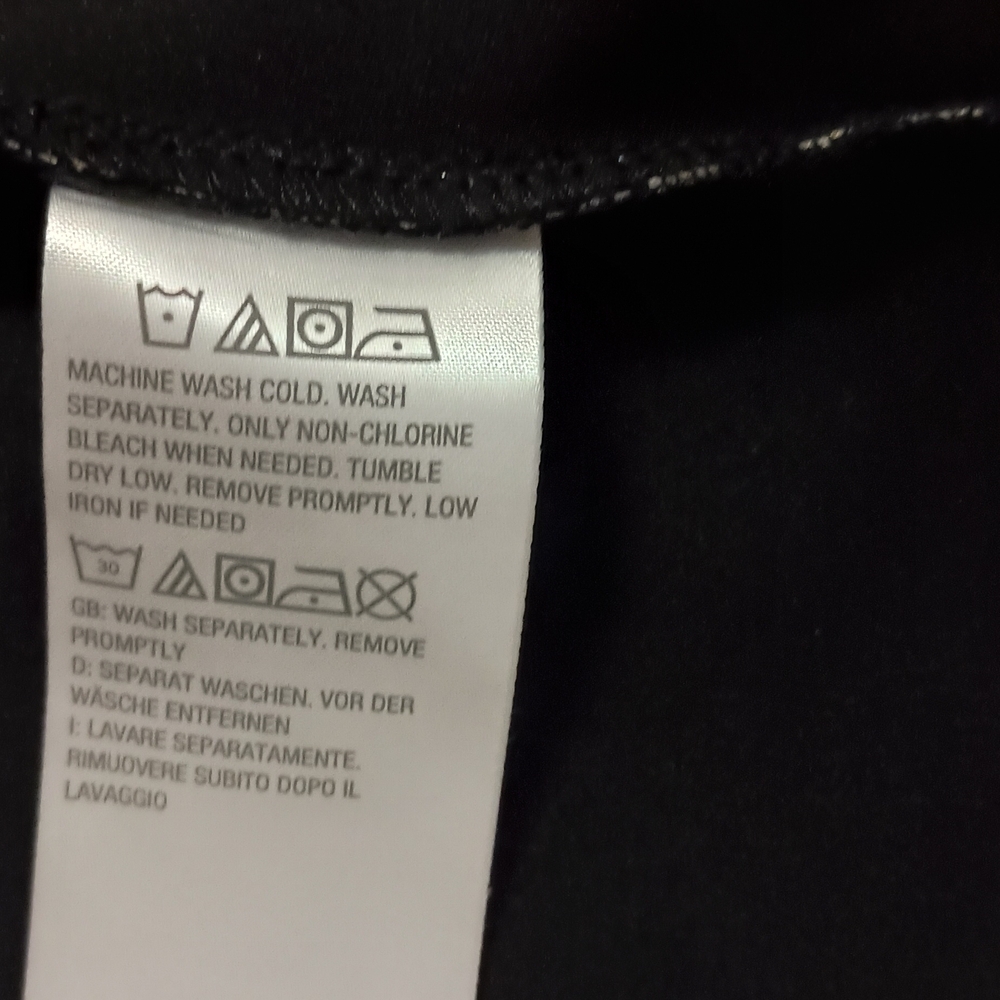 MACHINE WASH COLD. WASH
SEPARATELY. ONLY NON-CHLORINE
BLEACH WHEN NEEDED. TUMBLE
DRY LOW. REMOVE PROMPTLY. LOW
IRON IF NEEDED
30
GB: WASH SEPARATELY. REMOVE
PROMPTLY
D: SEPARAT WASCHEN. VOR DER
WÄSCHE ENTFERNEN
I: LAVARE SEPARATAMENTE.
RIMUOVERE SUBITO DOPO IL
LAVAGGIO